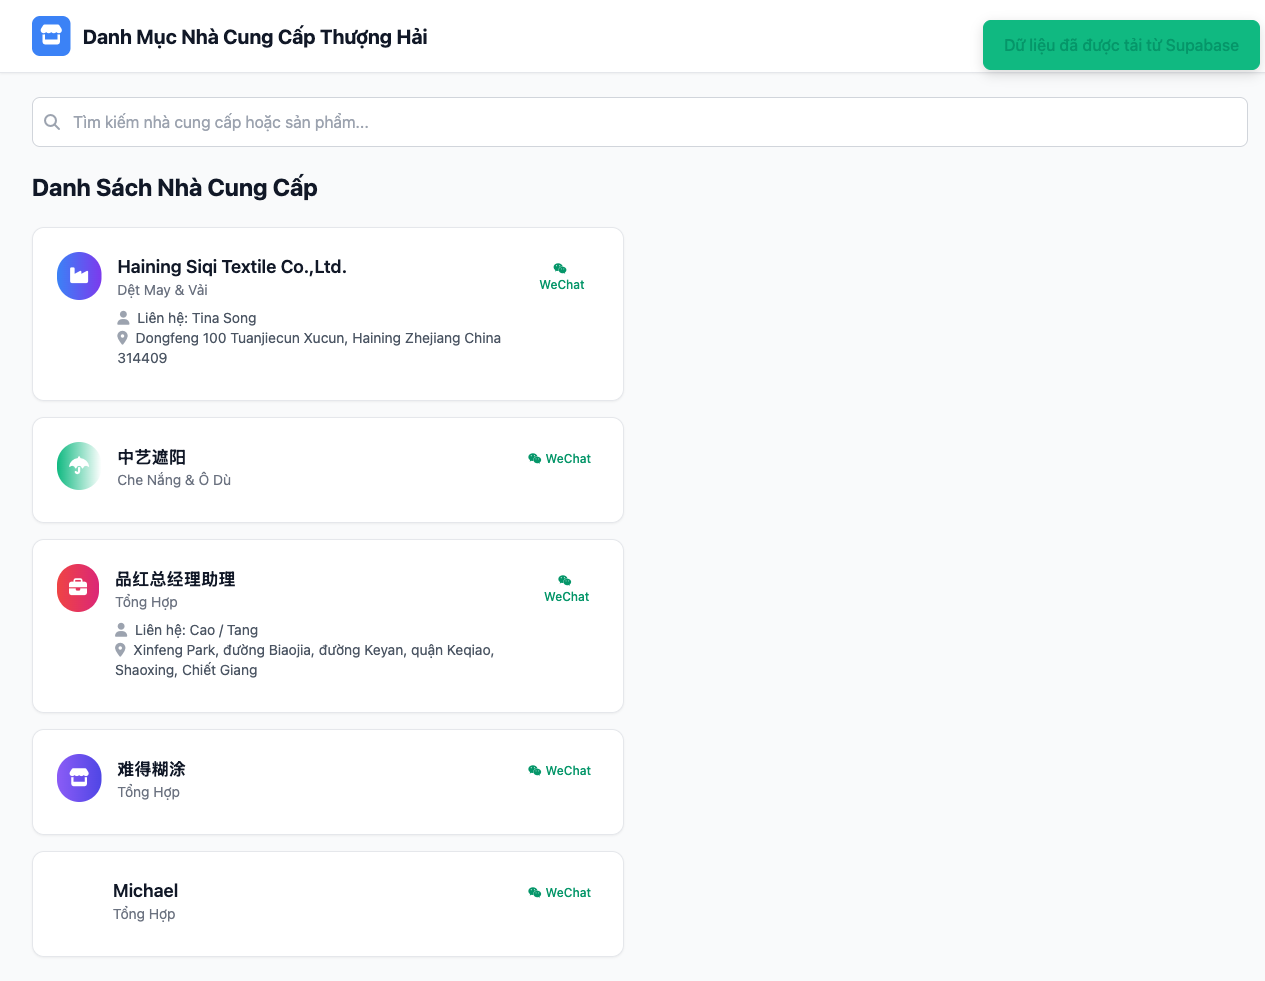 Danh Mục Nhà Cung Cấp Thượng Hải
Dữ liệu đã được tải từ Supabase
Tìm kiếm nhà cung cấp hoặc sản phẩm...
Danh Sách Nhà Cung Cấp
Haining Siqi Textile Co.,Ltd.
Dệt May & Vải
Liên hệ: Tina Song
Dongfeng 100 Tuanjiecun Xucun, Haining Zhejiang China
314409
WeChat
中艺遮阳
Che Nắng & Ô Dù
WeChat
品红总经理助理
Tổng Hợp
Liên hệ: Cao / Tang
Xinfeng Park, đường Biaojia, đường Keyan, quận Keqiao,
Shaoxing, Chiết Giang
WeChat
难得糊涂
Tổng Hợp
WeChat
Michael
Tổng Hợp
WeChat